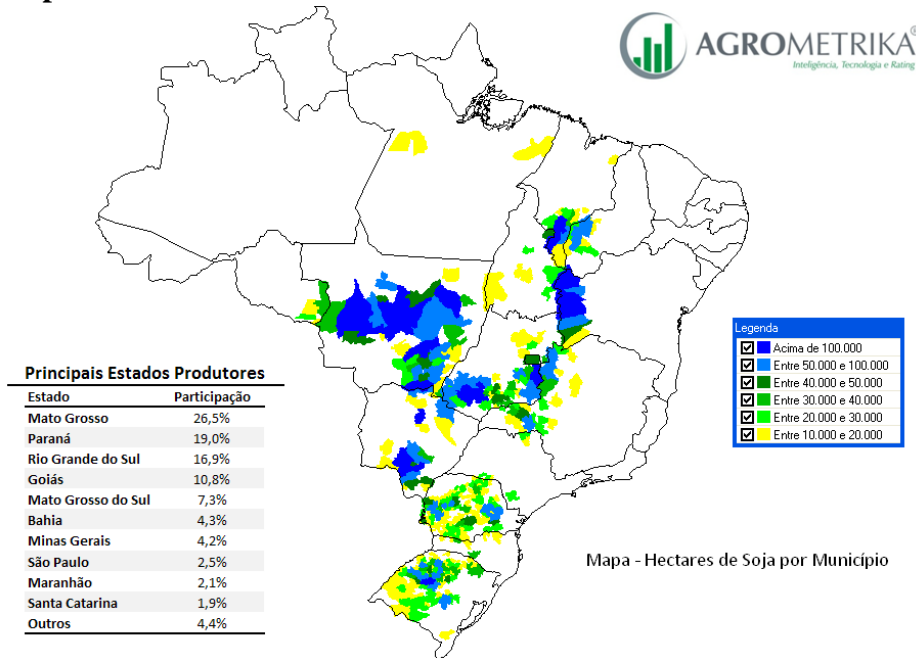 AGROMETRIKA®
Inteligência, Tecnologia e Rating
Legenda
Acima de 100.000
Entre 50.000 e 100.000
Entre 40.000 e 50.000
Entre 30.000 e 40.000
Entre 20.000 e 30.000
Entre 10.000 e 20.000
Principais Estados Produtores
Estado Participação
Mato Grosso 26,5%
Paraná 19,0%
Rio Grande do Sul 16,9%
Goiás 10,8%
Mato Grosso do Sul 7,3%
Bahia 4,3%
Minas Gerais 4,2%
São Paulo 2,5%
Maranhão 2,1%
Santa Catarina 1,9%
Outros 4,4%
Mapa - Hectares de Soja por Município